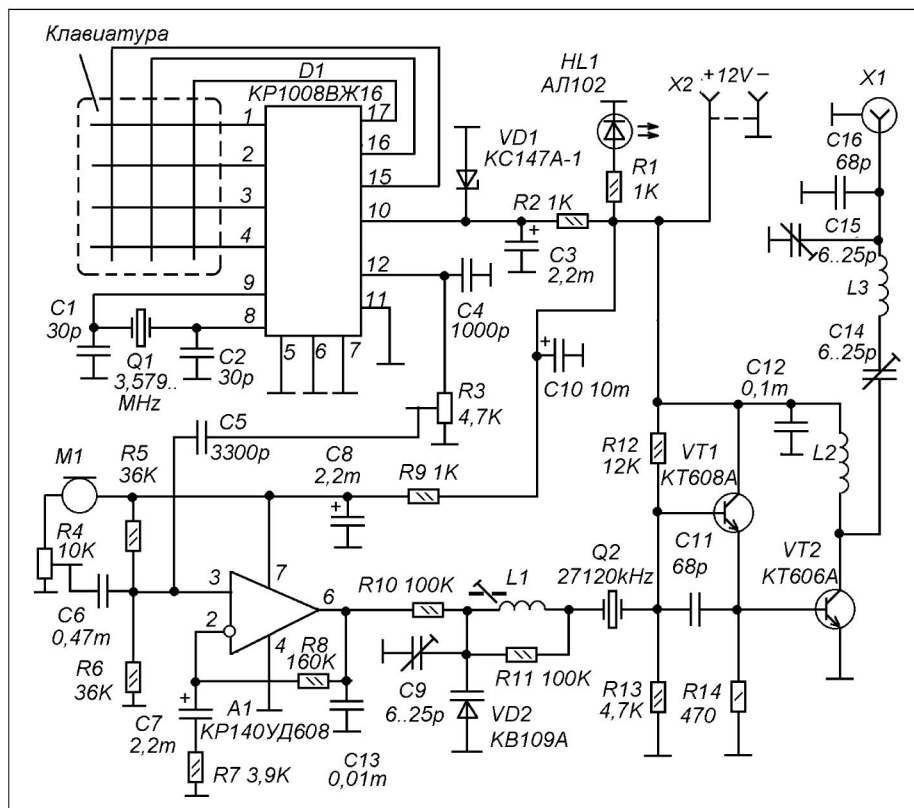 Клавиатура
D1
КР1008ВЖ16
1
2
3
4
9
8
17
16
15
10
12
11
5
6
7
C1
30p
Q1
3,579..
MHz
C2
30p
VD1
КС147А-1
HL1
АЛ102
R1
1K
R2 1K
C3
2,2m
+
X2
+12V−
X1
C16
68p
C15
6..25p
L3
C14
6..25p
C4
1000p
R3
4,7K
C5
3300p
+
C10 10m
C12
0,1m
L2
R12
12K
VT1
КТ608А
VT2
КТ606А
M1
R5
36K
C8
2,2m
+
R9 1K
R4
10K
C6
0,47m
R6
36K
3
2
7
6
4
R8
160K
A1
КР140УД608
+
C7
2,2m
R7 3,9K
C13
0,01m
R10 100K
L1
C9
6..25p
R11 100K
VD2
КВ109А
Q2
27120kHz
C11
68p
R13
4,7K
R14
470